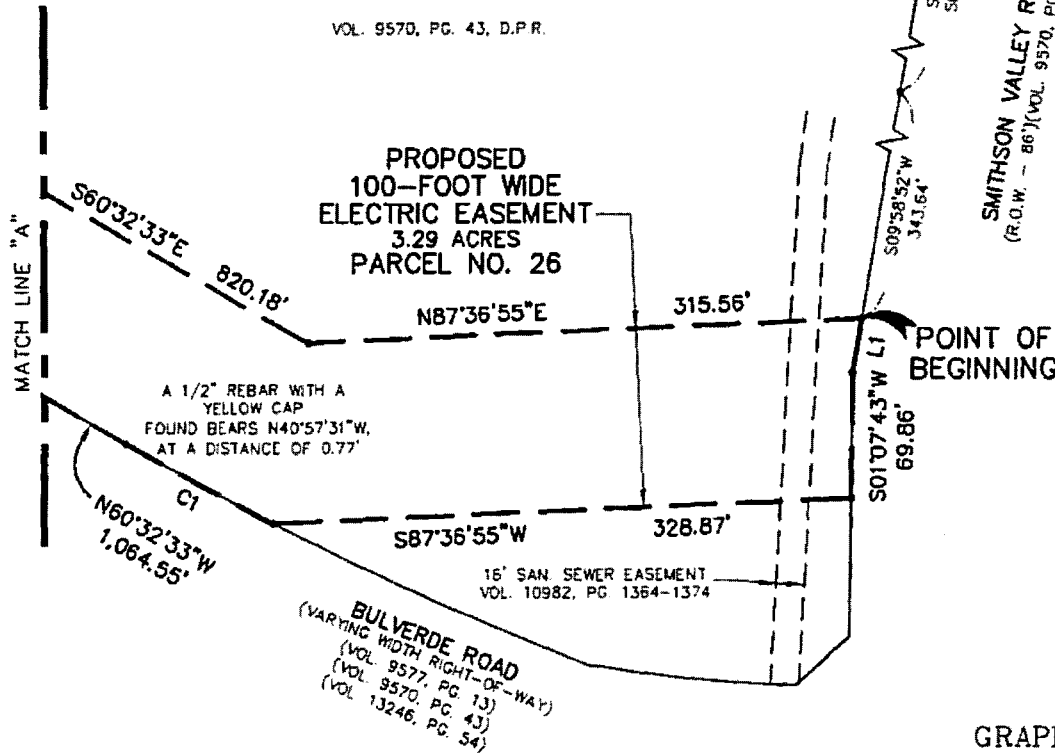 VOL. 9570, PG. 43, D.P.R.
SMITHSON VALLEY R
(R.O.W. - 86')(VOL. 9570, PG
MATCH LINE "A"
S60°32'33"E
820.18'
PROPOSED
100-FOOT WIDE
ELECTRIC EASEMENT
3.29 ACRES
PARCEL NO. 26
S09°58'52"W
343.64'
N87°36'55"E
315.56'
POINT OF
BEGINNING
L1
S01°07'43"W
69.86'
A 1/2" REBAR WITH A
YELLOW CAP
FOUND BEARS N40°57'31"W,
AT A DISTANCE OF 0.77'
C1
N60°32'33"W
1,064.55'
S87°36'55"W
328.87'
16' SAN. SEWER EASEMENT
VOL. 10982, PG. 1364-1374
BULVERDE ROAD
(VARYING WIDTH RIGHT-OF-WAY)
(VOL. 9577, PG. 13)
(VOL. 9570, PG. 43)
(VOL. 13246, PG. 54)
GRAPH